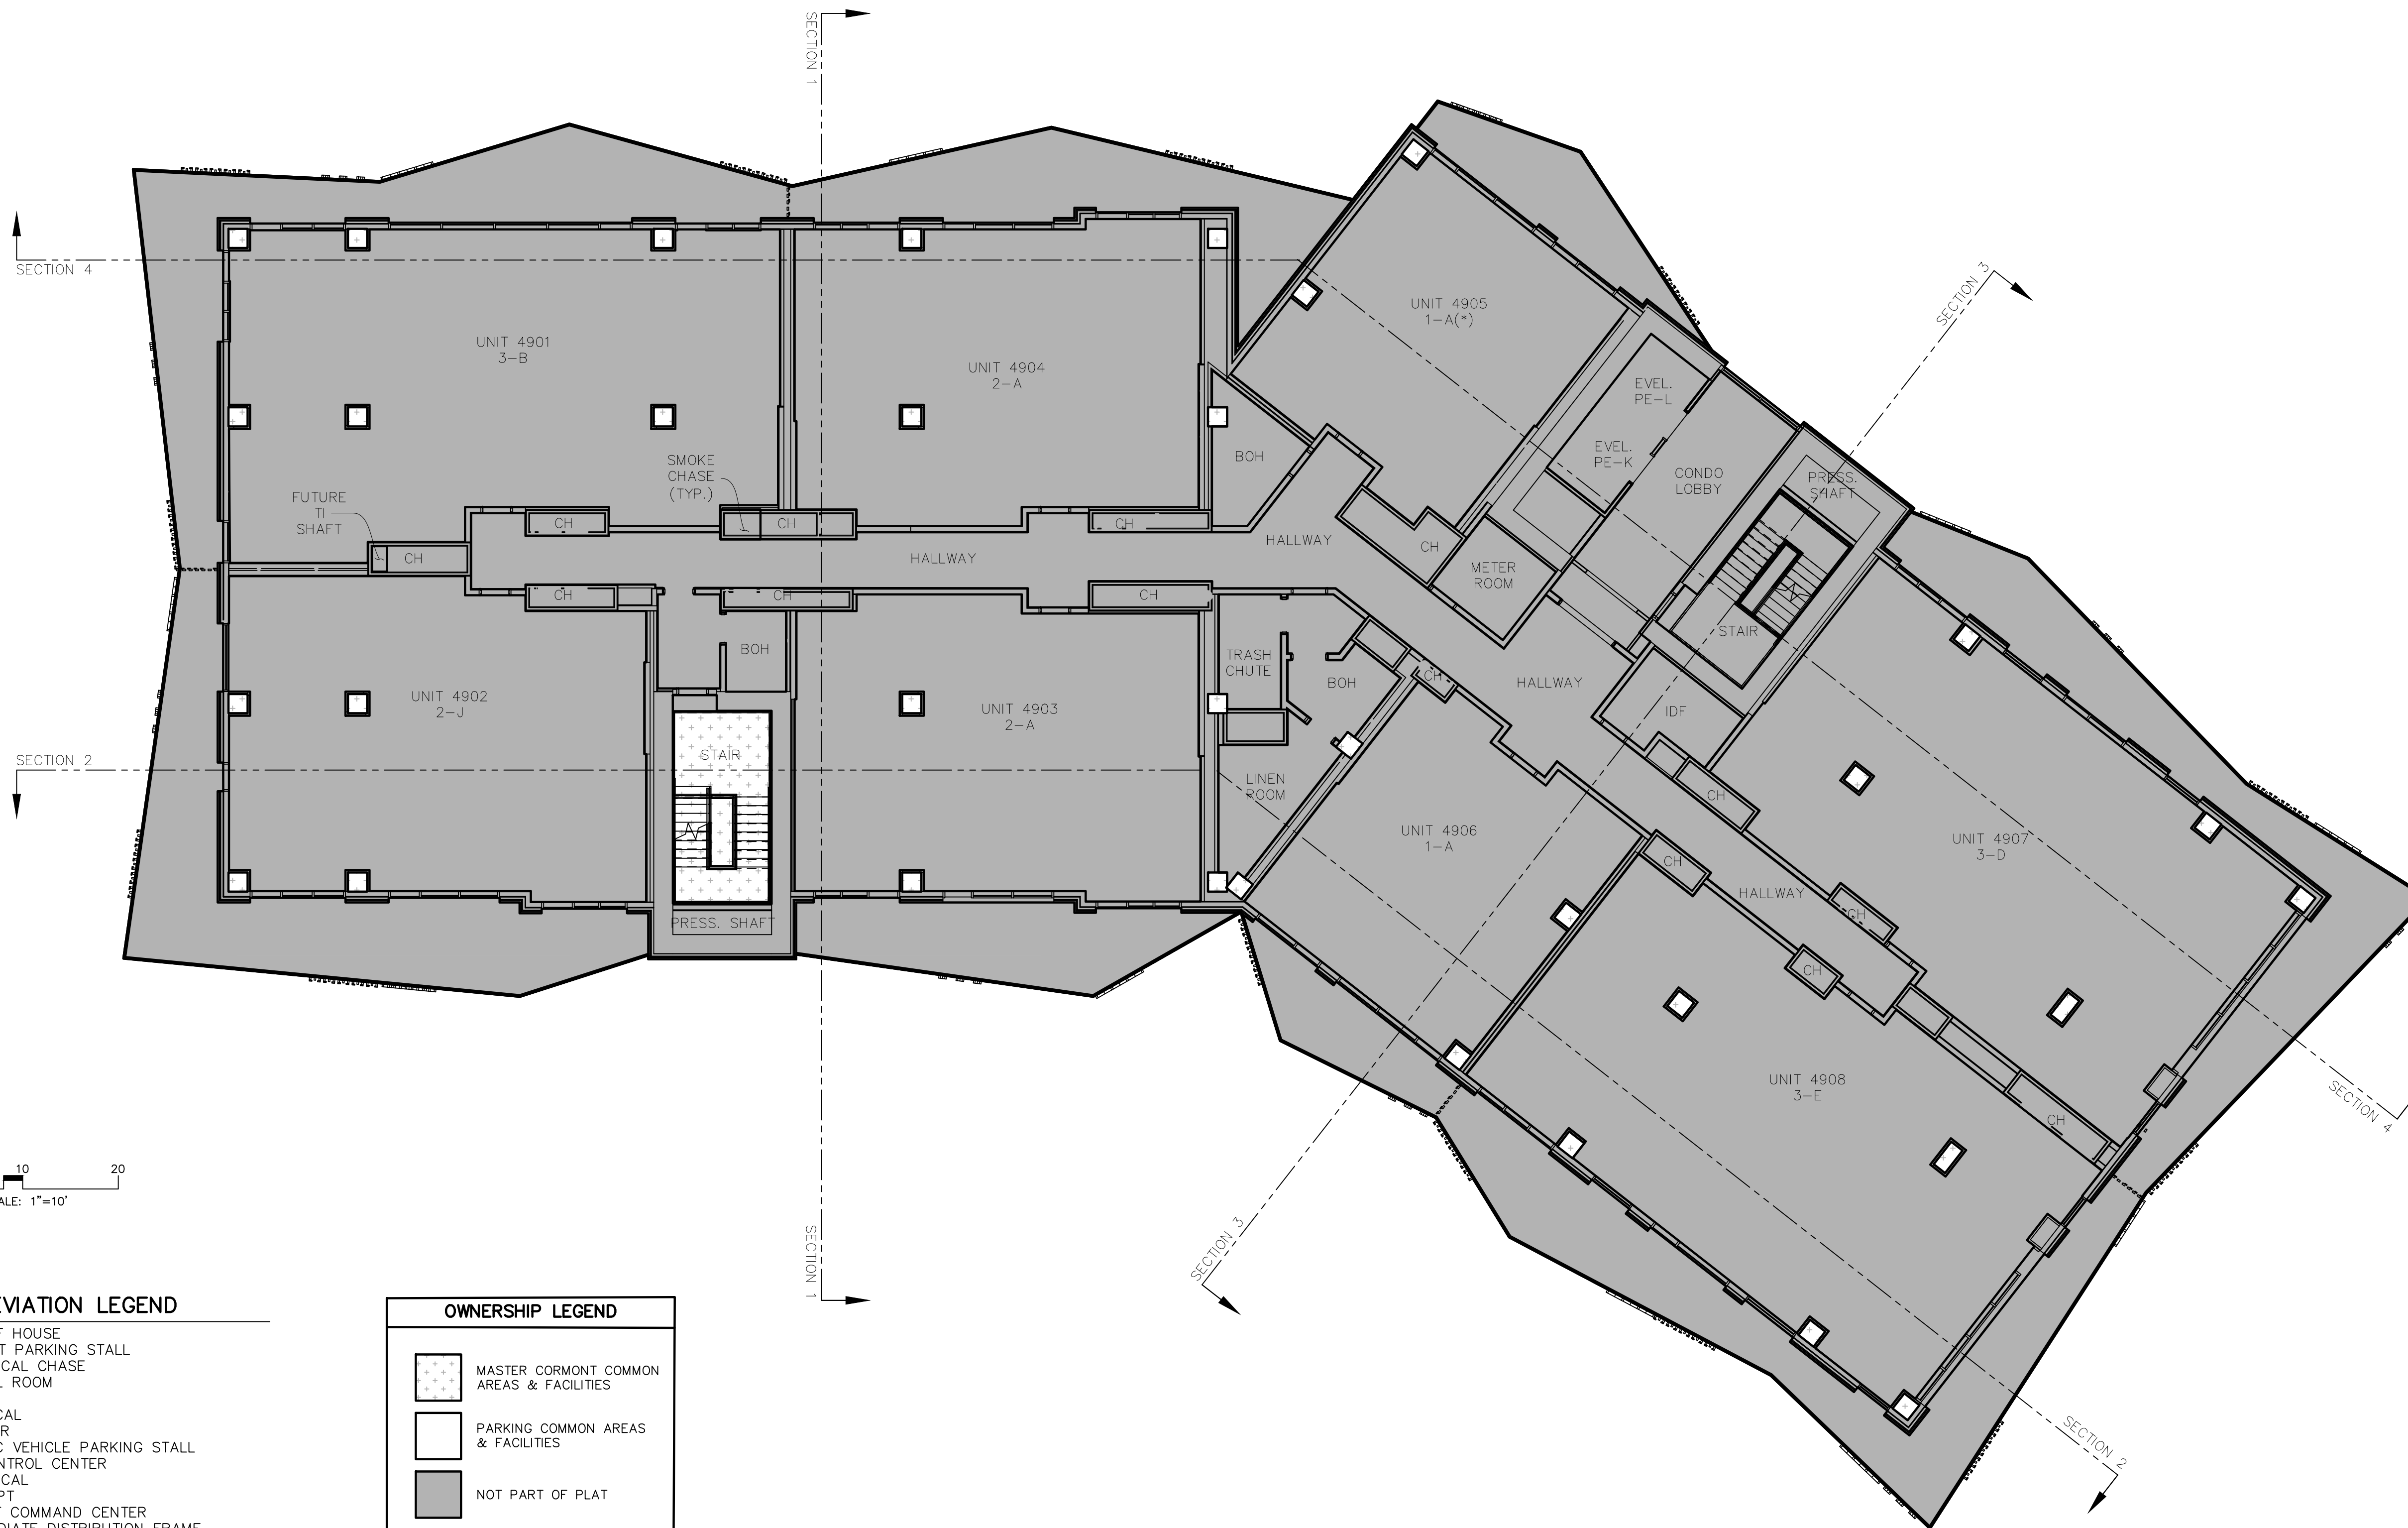 SECTION 1
SECTION 4
SECTION 3
UNIT 4901
3-B
UNIT 4904
2-A
UNIT 4905
1-A(*)
EVEL.
PE-L
EVEL.
PE-K
CONDO
LOBBY
PRESS.
SHAFT
BOH
SMOKE
CHASE
(TYP.)
FUTURE
TI
SHAFT
CH
CH
CH
CH
HALLWAY
HALLWAY
CH
METER
ROOM
CH
CH
CH
STAIR
BOH
TRASH
CHUTE
BOH
CH
HALLWAY
IDF
UNIT 4902
2-J
UNIT 4903
2-A
SECTION 2
STAIR
LINEN
ROOM
CH
UNIT 4906
1-A
UNIT 4907
3-D
CH
HALLWAY
CH
PRESS. SHAFT
CH
UNIT 4908
3-E
CH
SECTION 4
10
20
ALE: 1"=10'
SECTION 1
SECTION 3
SECTION 2
EVIATION LEGEND
F HOUSE
T PARKING STALL
CAL CHASE
L ROOM
CAL
R
C VEHICLE PARKING STALL
NTROL CENTER
CAL
PT
T COMMAND CENTER
DIATE DISTRIBUTION FRAME
OWNERSHIP LEGEND
MASTER CORMONT COMMON
AREAS & FACILITIES
PARKING COMMON AREAS
& FACILITIES
NOT PART OF PLAT